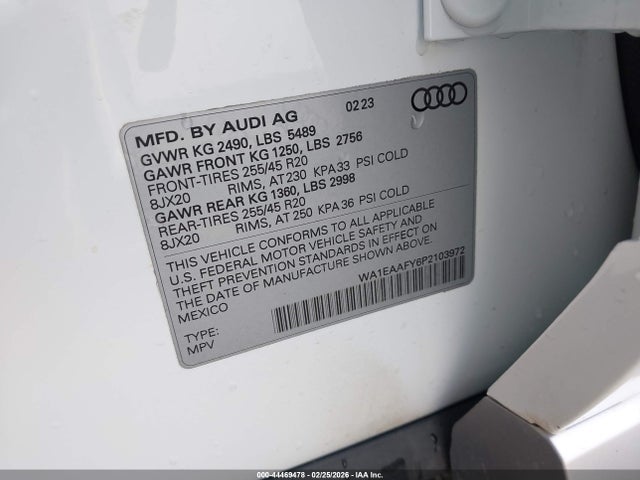 MFD. BY AUDI AG 02 23
GVWR KG 2490, LBS 5489
GAWR FRONT KG 1250, LBS 2756
FRONT-TIRES 255/45 R20
8JX20 RIMS, AT 230 KPA 33 PSI COLD
GAWR REAR KG 1360, LBS 2998
REAR-TIRES 255/45 R20
8JX20 RIMS, AT 250 KPA 36 PSI COLD
THIS VEHICLE CONFORMS TO ALL APPLICABLE
U.S. FEDERAL MOTOR VEHICLE SAFETY AND
THEFT PREVENTION STANDARDS IN EFFECT ON
THE DATE OF MANUFACTURE SHOWN ABOVE.
MEXICO
WA1EAAFY6P2103972
TYPE:
MPV
000-44469478 - 02/25/2026 - IAA Inc.